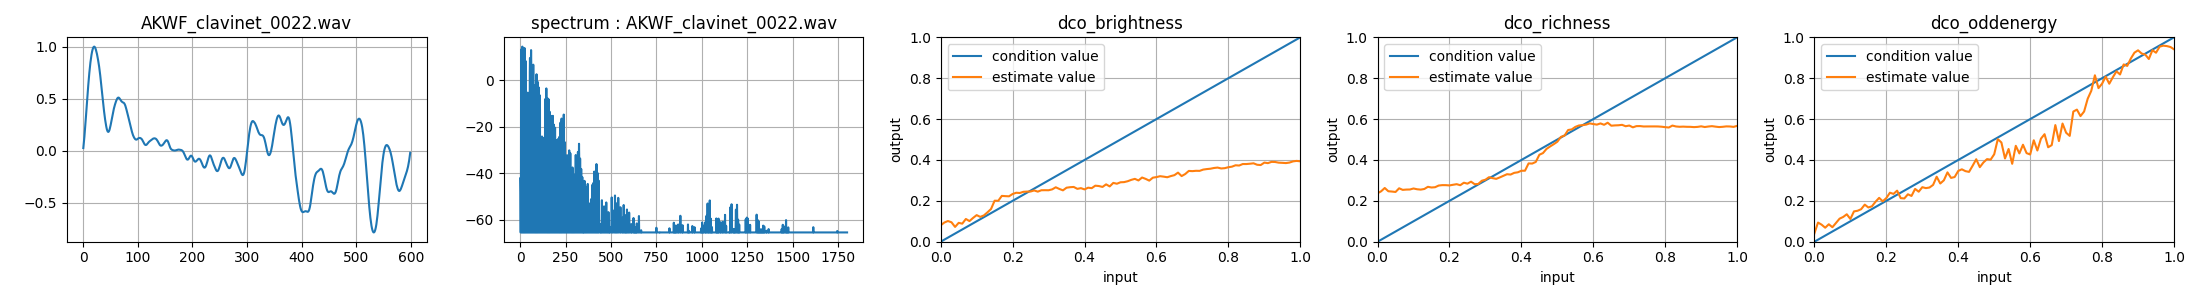 AKWF_clavinet_0022.wav
1.0
0.5
0.0
−0.5
0 100 200 300 400 500 600
spectrum : AKWF_clavinet_0022.wav
0
−20
−40
−60
0 250 500 750 1000 1250 1500 1750
dco_brightness
condition value
estimate value
output
1.0
0.8
0.6
0.4
0.2
0.0
0.0 0.2 0.4 0.6 0.8 1.0
input
dco_richness
condition value
estimate value
output
1.0
0.8
0.6
0.4
0.2
0.0
0.0 0.2 0.4 0.6 0.8 1.0
input
dco_oddenergy
condition value
estimate value
output
1.0
0.8
0.6
0.4
0.2
0.0
0.0 0.2 0.4 0.6 0.8 1.0
input